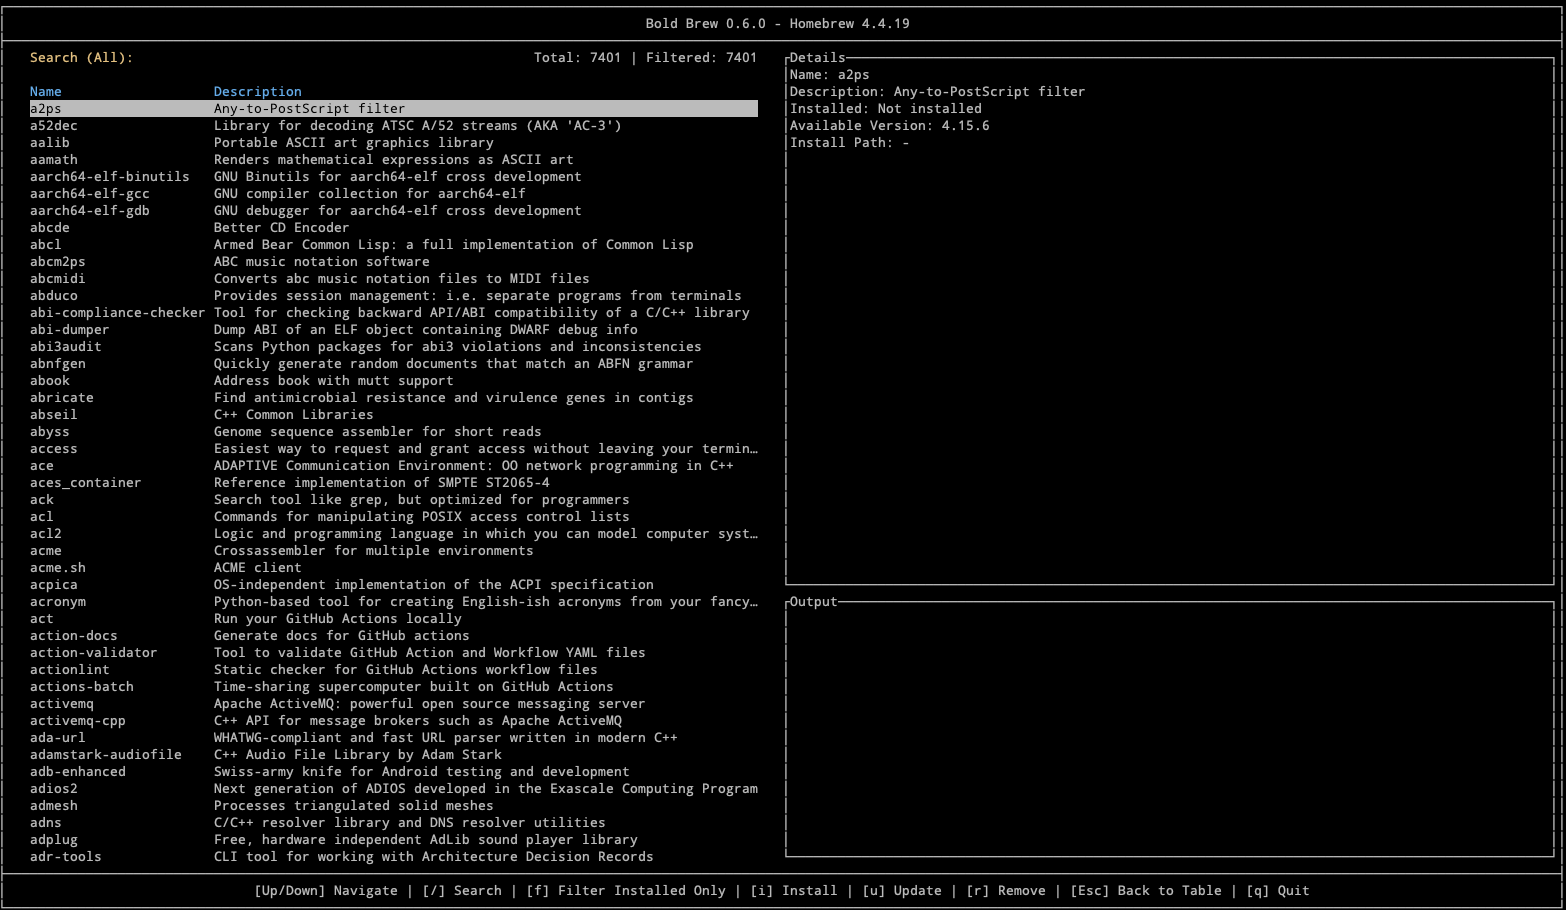 Bold Brew 0.6.0 - Homebrew 4.4.19
Search (All): Total: 7401 | Filtered: 7401
Name Description
a2ps Any-to-PostScript filter
a52dec Library for decoding ATSC A/52 streams (AKA 'AC-3')
aalib Portable ASCII art graphics library
aamath Renders mathematical expressions as ASCII art
aarch64-elf-binutils GNU Binutils for aarch64-elf cross development
aarch64-elf-gcc GNU compiler collection for aarch64-elf
aarch64-elf-gdb GNU debugger for aarch64-elf cross development
abcde Better CD Encoder
abcl Armed Bear Common Lisp: a full implementation of Common Lisp
abcm2ps ABC music notation software
abcmidi Converts abc music notation files to MIDI files
abduco Provides session management: i.e. separate programs from terminals
abi-compliance-checker Tool for checking backward API/ABI compatibility of a C/C++ library
abi-dumper Dump ABI of an ELF object containing DWARF debug info
abi3audit Scans Python packages for abi3 violations and inconsistencies
abnfgen Quickly generate random documents that match an ABFN grammar
abook Address book with mutt support
abricate Find antimicrobial resistance and virulence genes in contigs
abseil C++ Common Libraries
abyss Genome sequence assembler for short reads
access Easiest way to request and grant access without leaving your termin…
ace ADAPTIVE Communication Environment: OO network programming in C++
aces_container Reference implementation of SMPTE ST2065-4
ack Search tool like grep, but optimized for programmers
acl Commands for manipulating POSIX access control lists
acl2 Logic and programming language in which you can model computer syst…
acme Crossassembler for multiple environments
acme.sh ACME client
acpica OS-independent implementation of the ACPI specification
acronym Python-based tool for creating English-ish acronyms from your fancy…
act Run your GitHub Actions locally
action-docs Generate docs for GitHub actions
action-validator Tool to validate GitHub Action and Workflow YAML files
actionlint Static checker for GitHub Actions workflow files
actions-batch Time-sharing supercomputer built on GitHub Actions
activemq Apache ActiveMQ: powerful open source messaging server
activemq-cpp C++ API for message brokers such as Apache ActiveMQ
ada-url WHATWG-compliant and fast URL parser written in modern C++
adamstark-audiofile C++ Audio File Library by Adam Stark
adb-enhanced Swiss-army knife for Android testing and development
adios2 Next generation of ADIOS developed in the Exascale Computing Program
admesh Processes triangulated solid meshes
adns C/C++ resolver library and DNS resolver utilities
adplug Free, hardware independent AdLib sound player library
adr-tools CLI tool for working with Architecture Decision Records
Details
Name: a2ps
Description: Any-to-PostScript filter
Installed: Not installed
Available Version: 4.15.6
Install Path: -
Output
[Up/Down] Navigate | [/] Search | [f] Filter Installed Only | [i] Install | [u] Update | [r] Remove | [Esc] Back to Table | [q] Quit